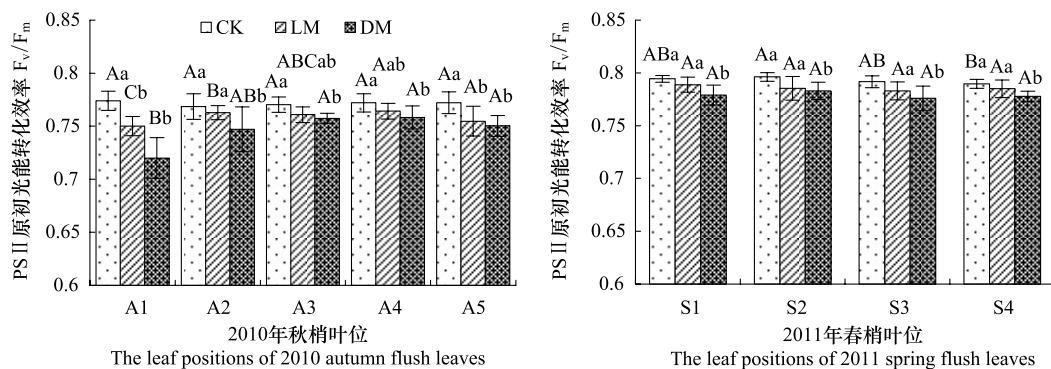 PSⅡ原初光能转化效率 Fv/Fm
0.85
0.8
0.75
0.7
0.65
0.6
CK LM DM
Aa Cb Bb
Aa Ba ABb
Aa ABCab Ab
Aa Aab Ab
Aa Ab Ab
A1 A2 A3 A4 A5
2010年秋梢叶位
The leaf positions of 2010 autumn flush leaves
PSⅡ原初光能转化效率 Fv/Fm
0.85
0.8
0.75
0.7
0.65
0.6
ABa Aa Ab
Aa Ab Ab
AB Aa Ab
Ba Aa Ab
S1 S2 S3 S4
2011年春梢叶位
The leaf positions of 2011 spring flush leaves